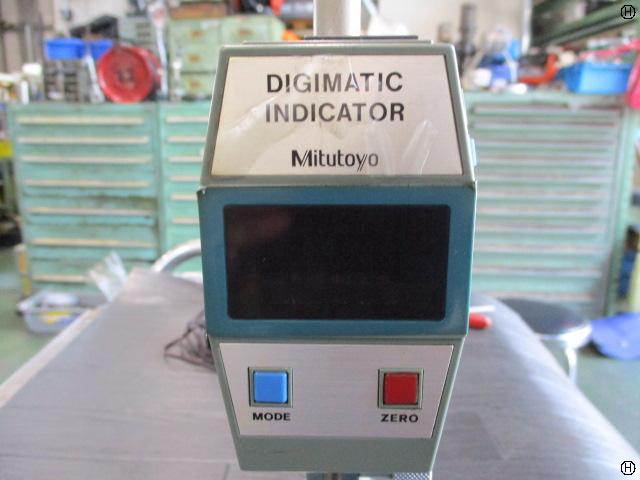 DIGIMATIC
INDICATOR
Mitutoyo
MODE
ZERO
H
H